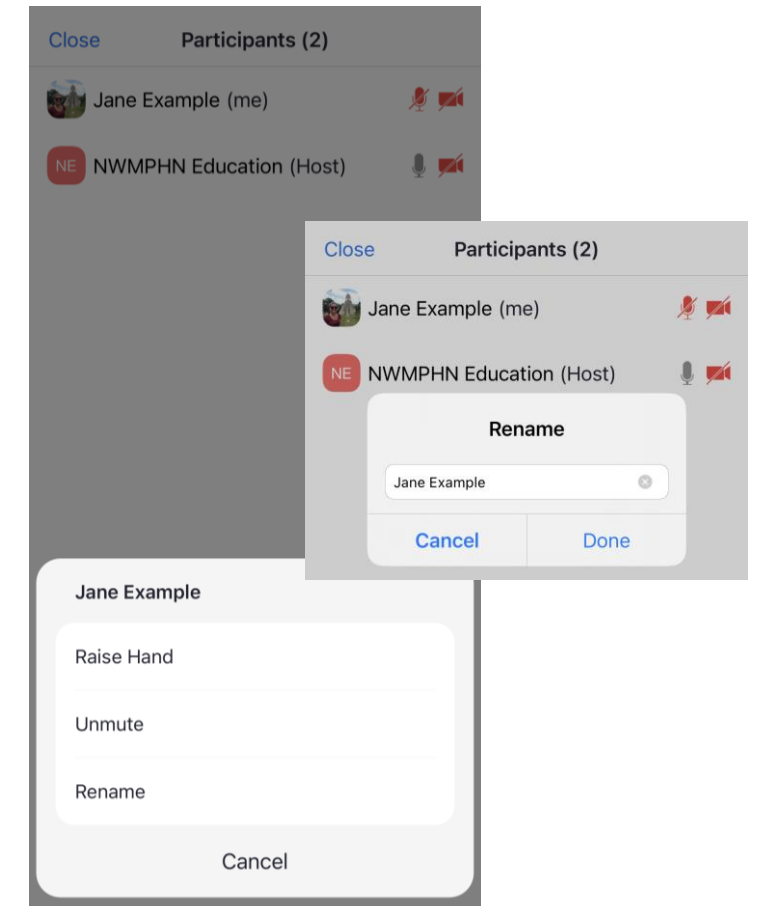 Close Participants (2)
Jane Example (me)
NE NWMPHN Education (Host)
Jane Example
Raise Hand
Unmute
Rename
Cancel
Close Participants (2)
Jane Example (me)
NE NWMPHN Education (Host)
Rename
Jane Example
Cancel Done